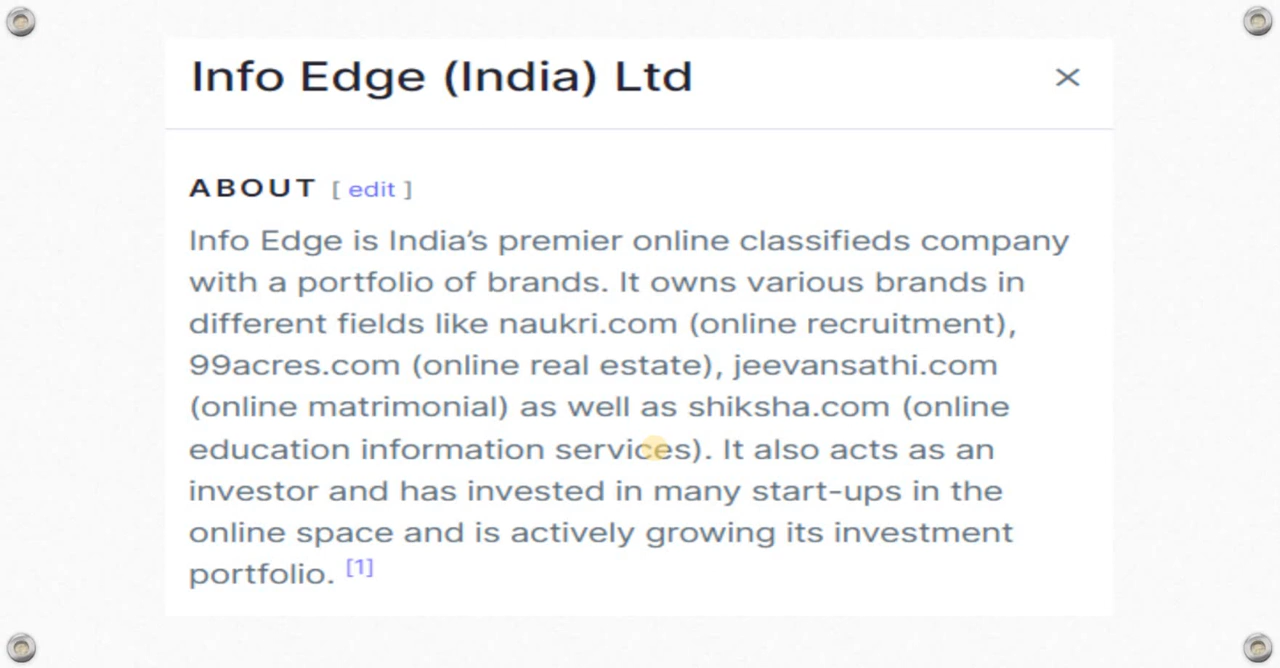 Info Edge (India) Ltd
×
ABOUT [ edit ]
Info Edge is India’s premier online classifieds company
with a portfolio of brands. It owns various brands in
different fields like naukri.com (online recruitment),
99acres.com (online real estate), jeevansathi.com
(online matrimonial) as well as shiksha.com (online
education information services). It also acts as an
investor and has invested in many start-ups in the
online space and is actively growing its investment
portfolio. [1]